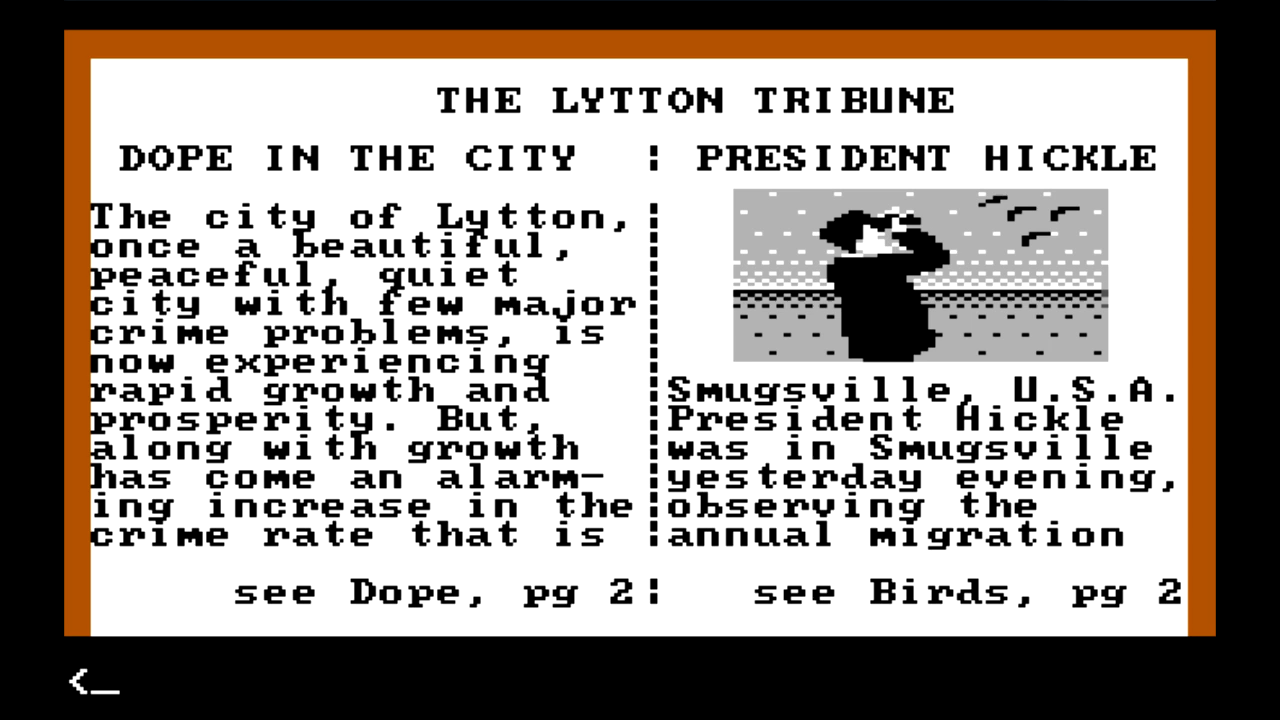 THE LYTTON TRIBUNE
DOPE IN THE CITY : PRESIDENT HICKLE
The city of Lytton,
once a beautiful,
peaceful, quiet
city with few major
crime problems, is
now experiencing
rapid growth and
prosperity. But,
along with growth
has come an alarm-
ing increase in the
crime rate that is
see Dope, pg 2
Smugsville, U.S.A.
President Hickle
was in Smugsville
yesterday evening,
observing the
annual migration
see Birds, pg 2
<_